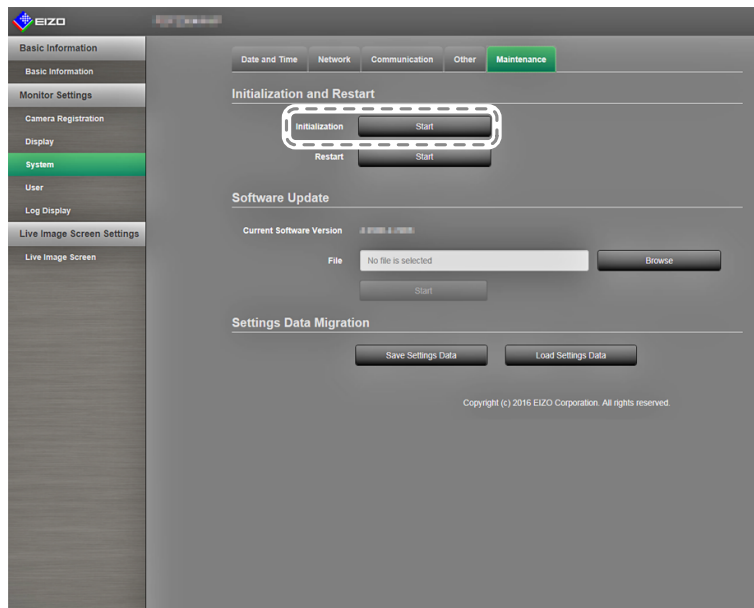 EIZO
Basic Information
Basic Information
Monitor Settings
Camera Registration
Display
System
User
Log Display
Live Image Screen Settings
Live Image Screen
Date and Time Network Communication Other Maintenance
Initialization and Restart
Initialization Start
Restart Start
Software Update
Current Software Version
File No file is selected Browse
Start
Settings Data Migration
Save Settings Data Load Settings Data
Copyright (c) 2016 EIZO Corporation. All rights reserved.